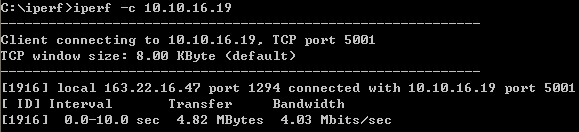 C:\iperf>iperf -c 10.10.16.19
------------------------------------------------------------
Client connecting to 10.10.16.19, TCP port 5001
TCP window size: 8.00 KByte (default)
------------------------------------------------------------
[1916] local 163.22.16.47 port 1294 connected with 10.10.16.19 port 5001
[ ID] Interval       Transfer     Bandwidth
[1916]  0.0-10.0 sec  4.82 MBytes  4.03 Mbits/sec